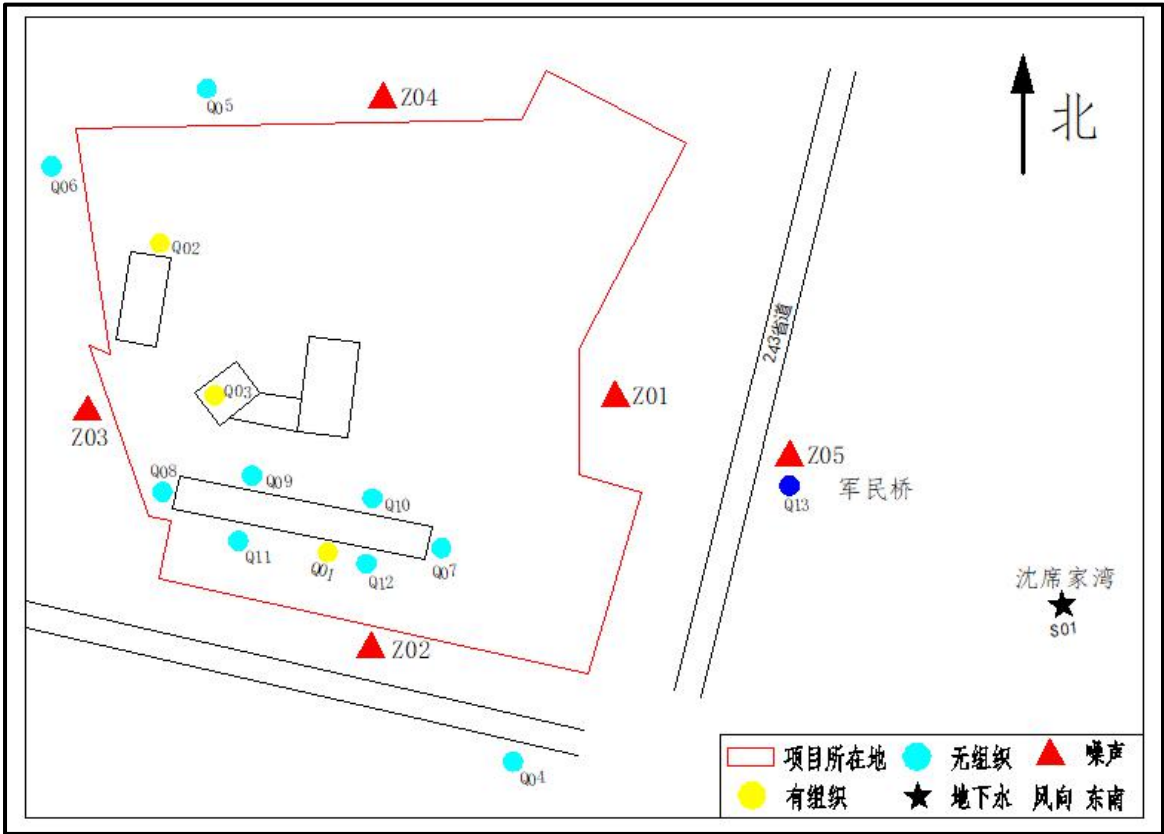 Q05
Z04
北
Q06
Q02
243省道
Q03
Z01
Z03
Z05
Q08
Q09
Q13
军民桥
Q10
Q11
Q01
Q12
Q07
沈席家湾
S01
Z02
Q04
项目所在地 无组织 噪声
有组织 地下水 风向 东南